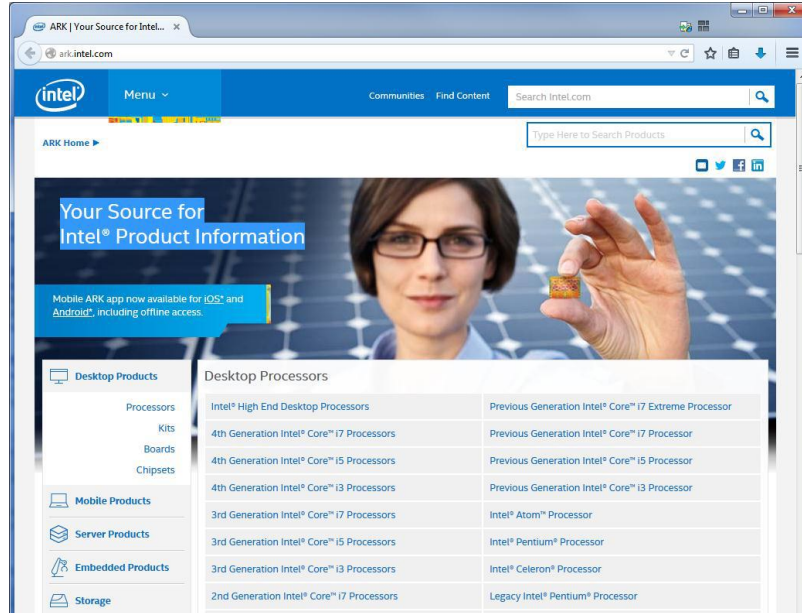 ARK | Your Source for Intel...
ark.intel.com
intel
Menu
Communities Find Content Search Intel.com
ARK Home
Type Here to Search Products
Your Source for
Intel® Product Information
Mobile ARK app now available for iOS* and
Android*, including offline access.
Desktop Products
Processors
Kits
Boards
Chipsets
Mobile Products
Server Products
Embedded Products
Storage
Desktop Processors
Intel® High End Desktop Processors
Previous Generation Intel® Core™ i7 Extreme Processor
4th Generation Intel® Core™ i7 Processors
Previous Generation Intel® Core™ i7 Processor
4th Generation Intel® Core™ i5 Processors
Previous Generation Intel® Core™ i5 Processor
4th Generation Intel® Core™ i3 Processors
Previous Generation Intel® Core™ i3 Processor
3rd Generation Intel® Core™ i7 Processors
Intel® Atom™ Processor
3rd Generation Intel® Core™ i5 Processors
Intel® Pentium® Processor
3rd Generation Intel® Core™ i3 Processors
Intel® Celeron® Processor
2nd Generation Intel® Core™ i7 Processors
Legacy Intel® Pentium® Processor